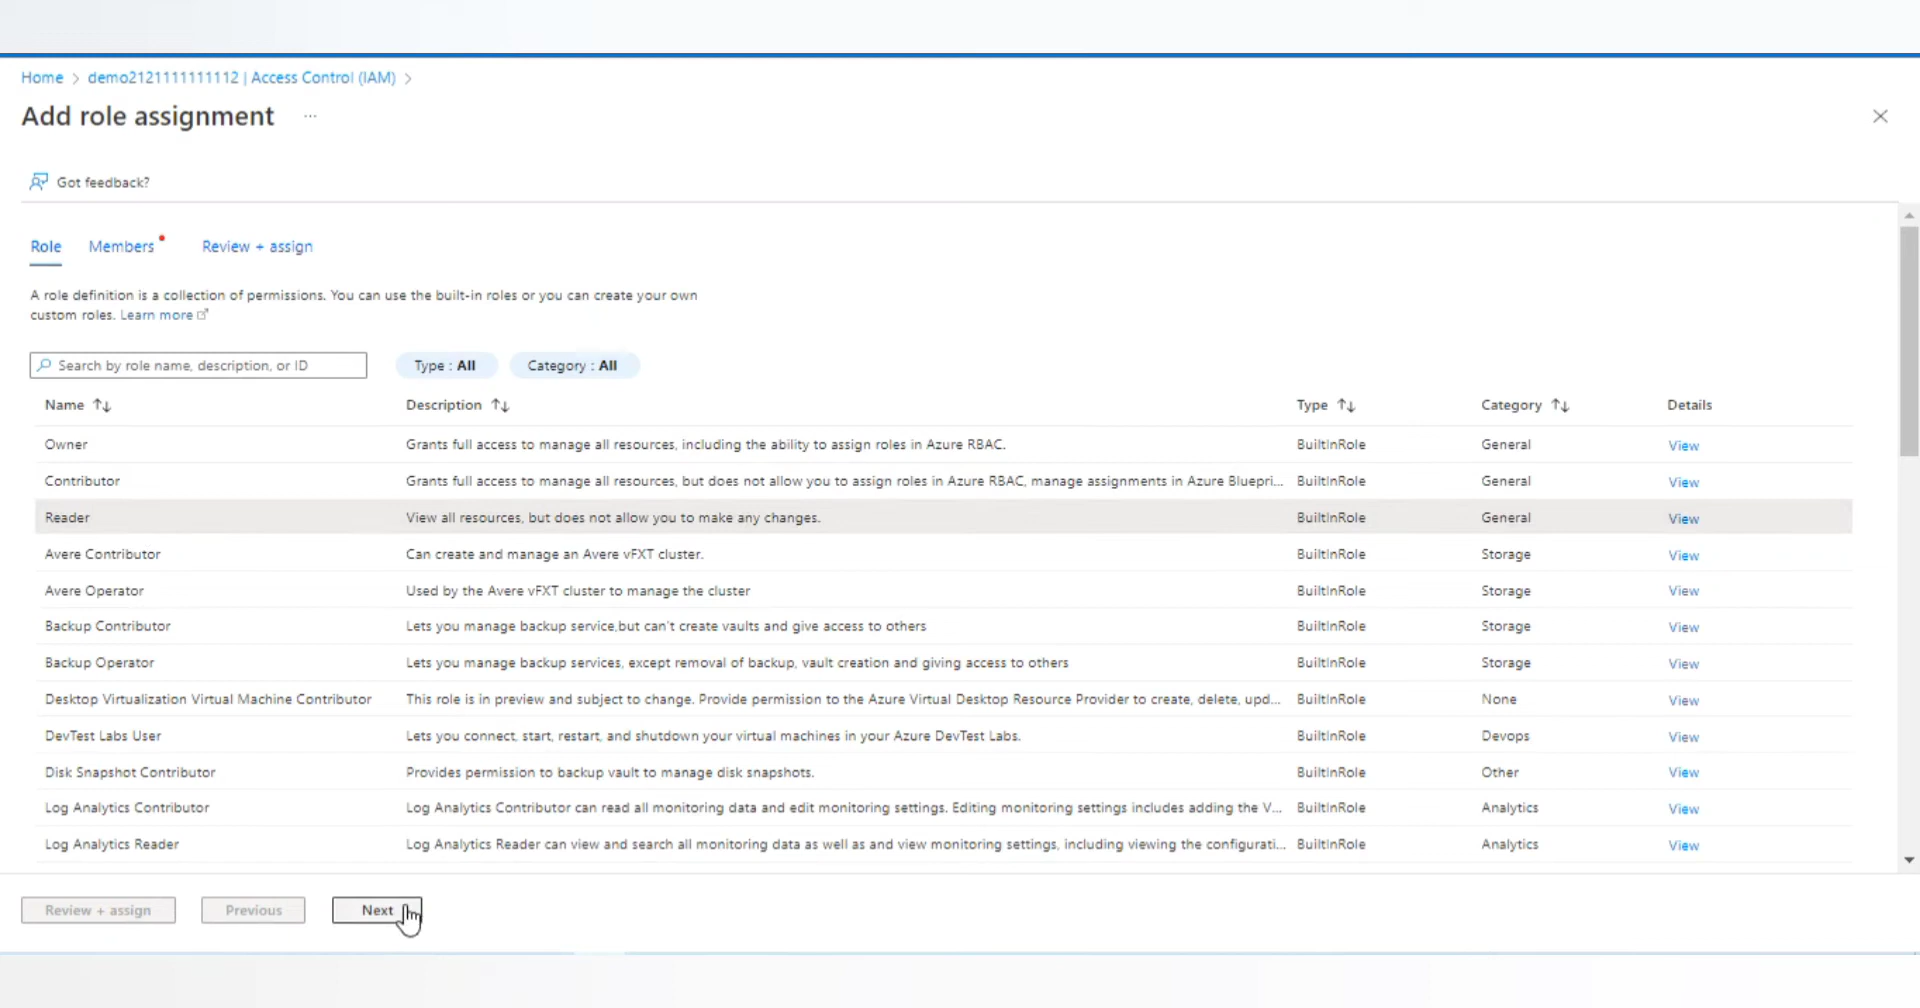 Home > demo2121111111112 | Access Control (IAM) >
Add role assignment ...
Got feedback?
Role Members Review + assign
A role definition is a collection of permissions. You can use the built-in roles or you can create your own
custom roles. Learn more
Search by role name, description, or ID Type : All Category : All
Name Description Type Category Details
Owner Grants full access to manage all resources, including the ability to assign roles in Azure RBAC. BuiltInRole General View
Contributor Grants full access to manage all resources, but does not allow you to assign roles in Azure RBAC, manage assignments in Azure Bluepri... BuiltInRole General View
Reader View all resources, but does not allow you to make any changes. BuiltInRole General View
Avere Contributor Can create and manage an Avere vFXT cluster. BuiltInRole Storage View
Avere Operator Used by the Avere vFXT cluster to manage the cluster BuiltInRole Storage View
Backup Contributor Lets you manage backup service,but can't create vaults and give access to others BuiltInRole Storage View
Backup Operator Lets you manage backup services, except removal of backup, vault creation and giving access to others BuiltInRole Storage View
Desktop Virtualization Virtual Machine Contributor This role is in preview and subject to change. Provide permission to the Azure Virtual Desktop Resource Provider to create, delete, upd... BuiltInRole None View
DevTest Labs User Lets you connect, start, restart, and shutdown your virtual machines in your Azure DevTest Labs. BuiltInRole Devops View
Disk Snapshot Contributor Provides permission to backup vault to manage disk snapshots. BuiltInRole Other View
Log Analytics Contributor Log Analytics Contributor can read all monitoring data and edit monitoring settings. Editing monitoring settings includes adding the V... BuiltInRole Analytics View
Log Analytics Reader Log Analytics Reader can view and search all monitoring data as well as and view monitoring settings, including viewing the configurati... BuiltInRole Analytics View
Review + assign Previous Next